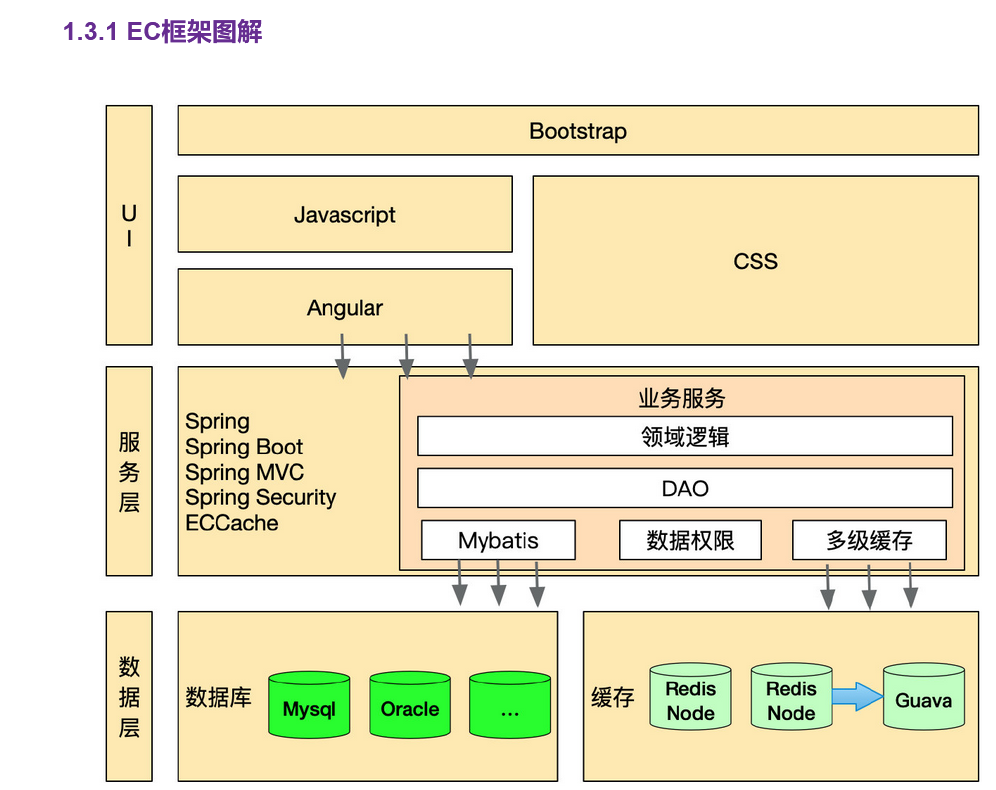 1.3.1 EC框架图解
U
I
Bootstrap
Javascript
CSS
Angular
服
务
层
Spring
Spring Boot
Spring MVC
Spring Security
ECCache
业务服务
领域逻辑
DAO
Mybatis
数据权限
多级缓存
数
据
层
数据库
Mysql
Oracle
...
缓存
Redis
Node
Redis
Node
Guava